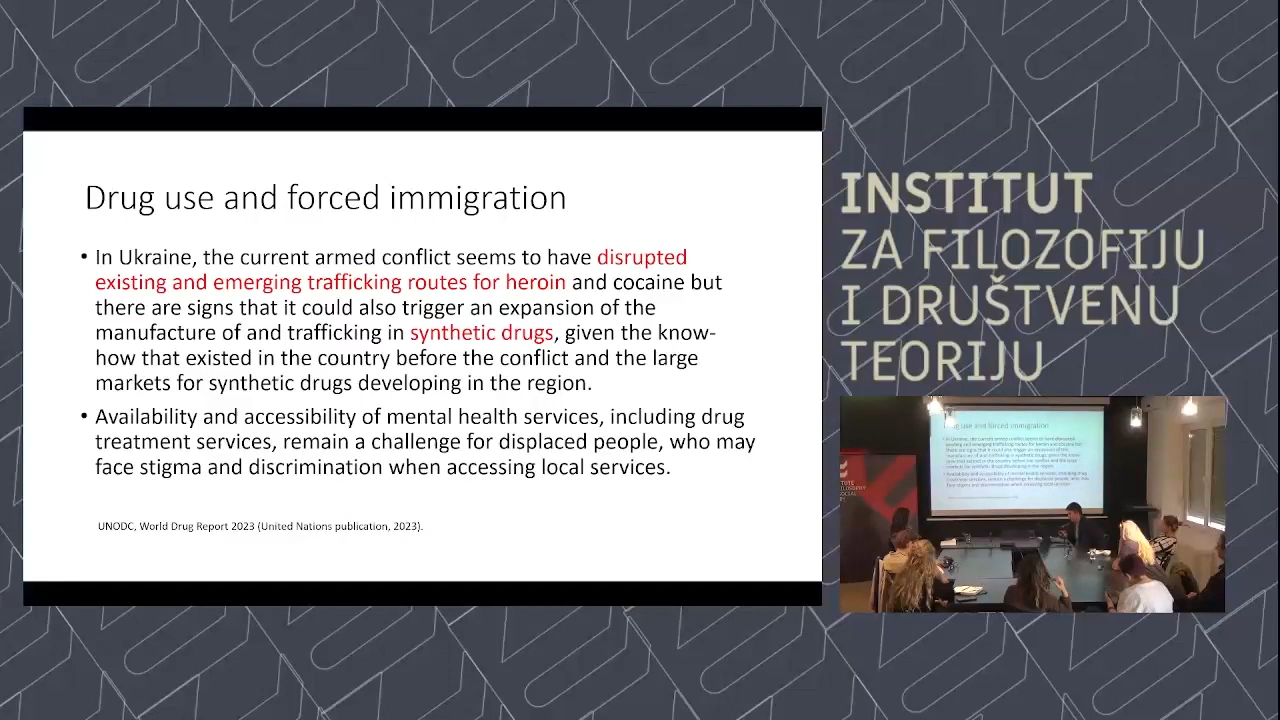 Drug use and forced immigration
• In Ukraine, the current armed conflict seems to have disrupted
existing and emerging trafficking routes for heroin and cocaine but
there are signs that it could also trigger an expansion of the
manufacture of and trafficking in synthetic drugs, given the know-
how that existed in the country before the conflict and the large
markets for synthetic drugs developing in the region.
• Availability and accessibility of mental health services, including drug
treatment services, remain a challenge for displaced people, who may
face stigma and discrimination when accessing local services.
UNODC, World Drug Report 2023 (United Nations publication, 2023).
INSTITUT
ZA FILOZOFIJU
I DRUŠTVENU
TEORIJU
Drug use and forced immigration